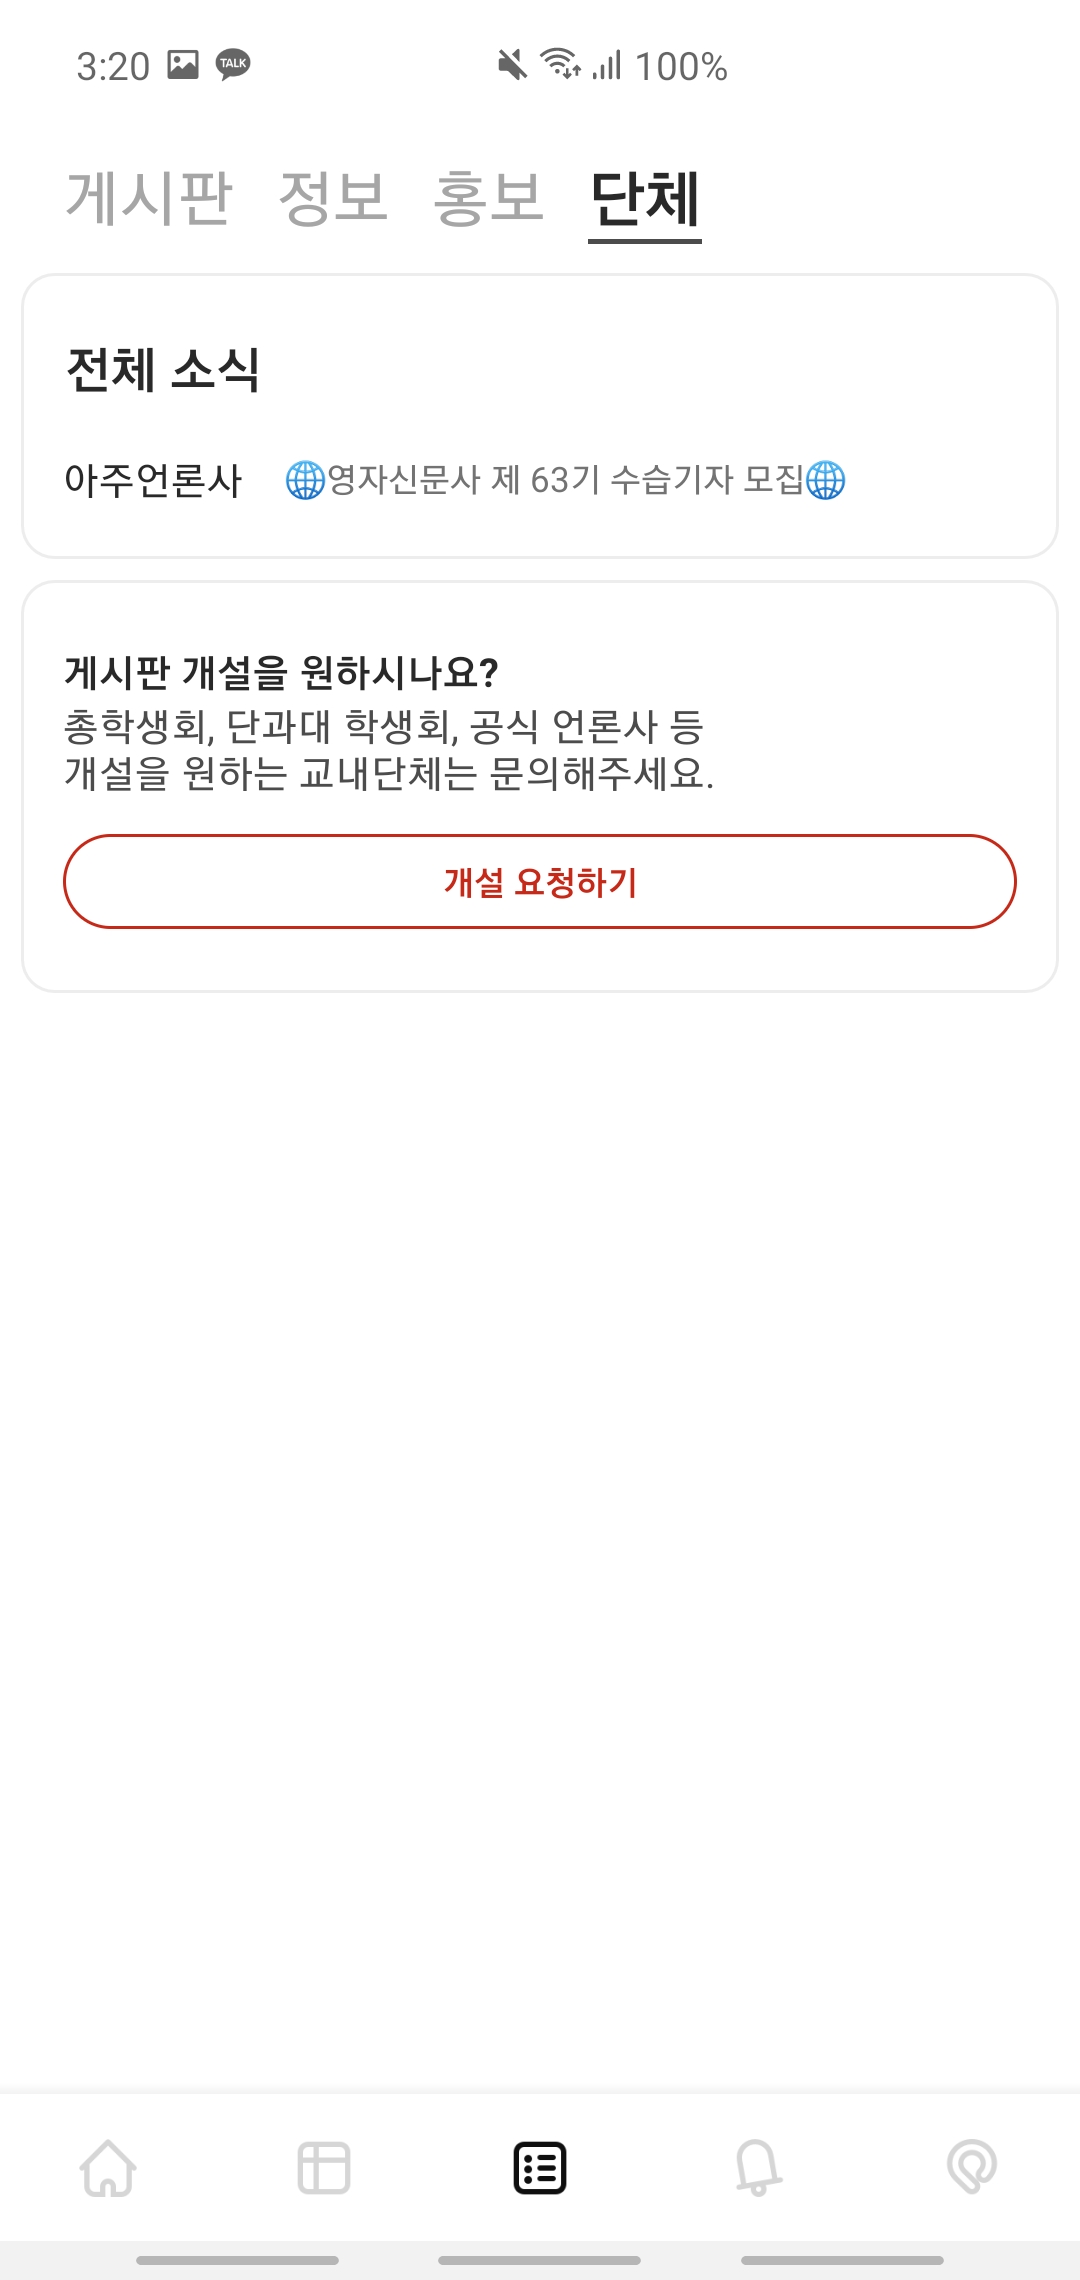 3:20 TALK 100%
게시판 정보 홍보 단체
전체 소식
아주언론사 🌐영자신문사 제 63기 수습기자 모집🌐
게시판 개설을 원하시나요?
총학생회, 단과대 학생회, 공식 언론사 등
개설을 원하는 교내단체는 문의해주세요.
개설 요청하기